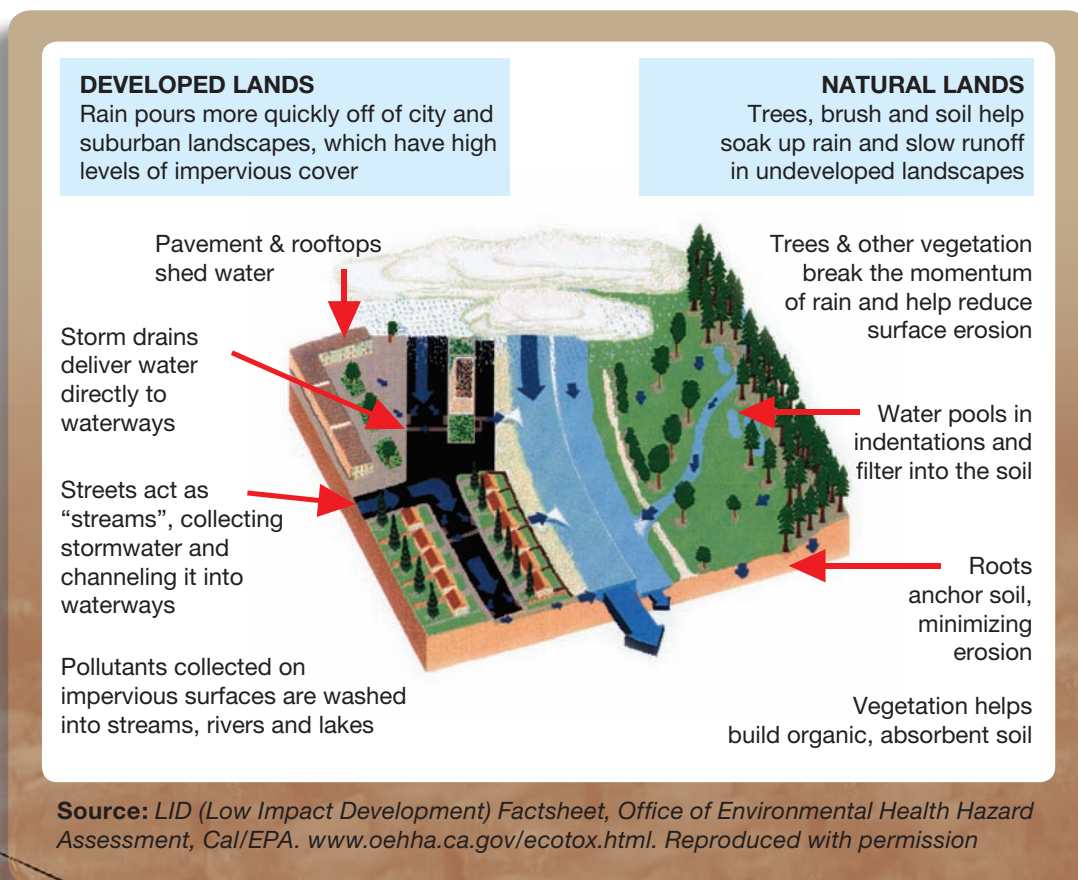 DEVELOPED LANDS
Rain pours more quickly off of city and
suburban landscapes, which have high
levels of impervious cover
NATURAL LANDS
Trees, brush and soil help
soak up rain and slow runoff
in undeveloped landscapes
Pavement & rooftops
shed water
Storm drains
deliver water
directly to
waterways
Streets act as
“streams”, collecting
stormwater and
channeling it into
waterways
Pollutants collected on
impervious surfaces are washed
into streams, rivers and lakes
Trees & other vegetation
break the momentum
of rain and help reduce
surface erosion
Water pools in
indentations and
filter into the soil
Roots
anchor soil,
minimizing
erosion
Vegetation helps
build organic, absorbent soil
Source: LID (Low Impact Development) Factsheet, Office of Environmental Health Hazard
Assessment, Cal/EPA. www.oehha.ca.gov/ecotox.html. Reproduced with permission